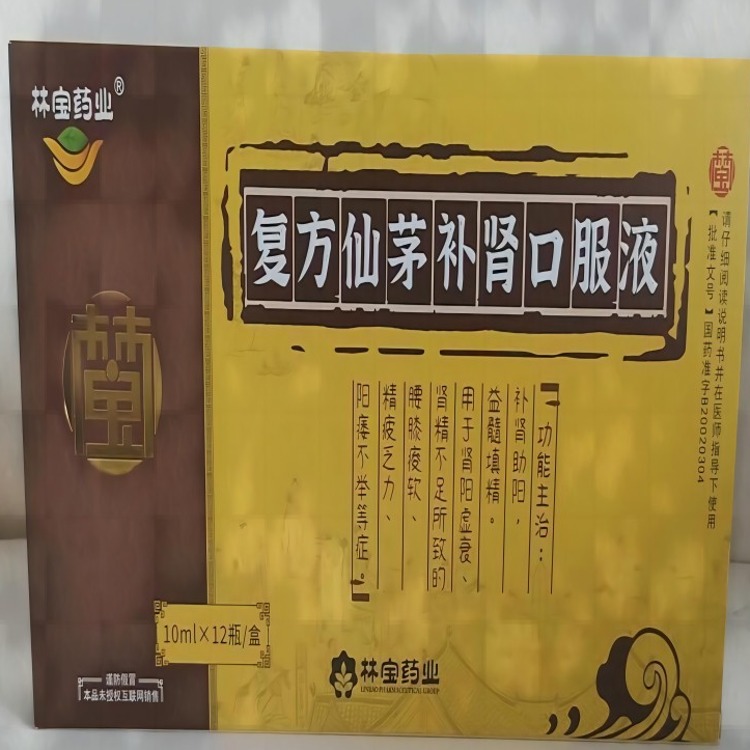 林宝药业®
复方仙茅补肾口服液
请仔细阅读说明书并在医师指导下使用
【批准文号】国药准字B20020304
功能主治：
补肾助阳，
益髓填精。
用于肾阳虚衰、
肾精不足所致的
腰膝痠软、
精疲乏力、
阳痿不举等症。
10ml×12瓶/盒
谨防假冒
本品未授权互联网销售
林宝药业
LINBAO PHARMACEUTICAL GROUP